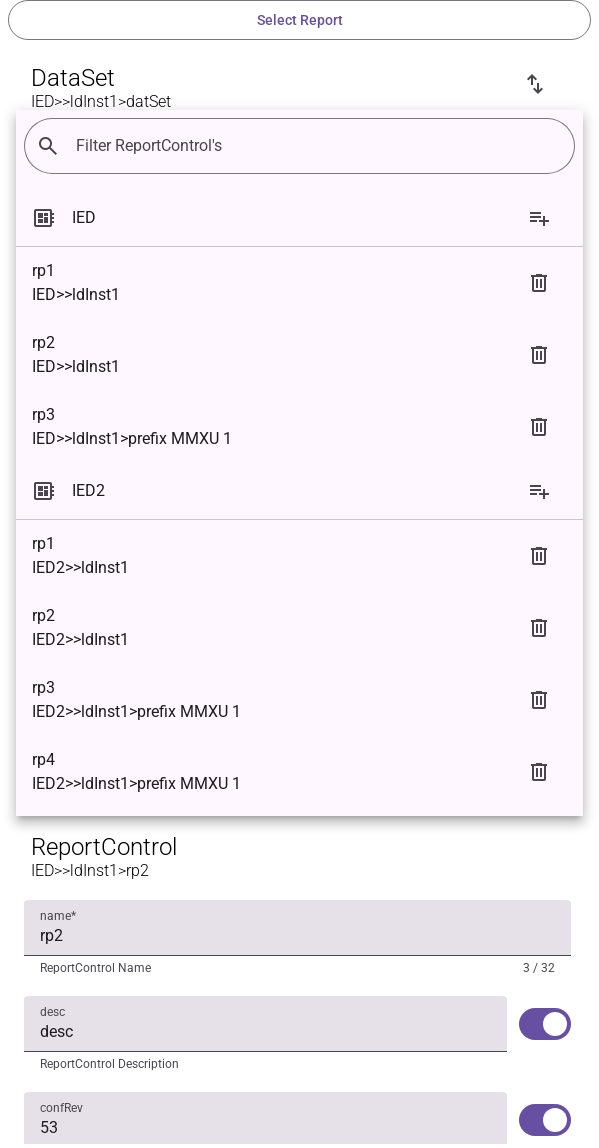 Select Report
DataSet
IED>>ldInst1>datSet
Filter ReportControl's
IED
rp1
IED>>ldInst1
rp2
IED>>ldInst1
rp3
IED>>ldInst1>prefix MMXU 1
IED2
rp1
IED2>>ldInst1
rp2
IED2>>ldInst1
rp3
IED2>>ldInst1>prefix MMXU 1
rp4
IED2>>ldInst1>prefix MMXU 1
ReportControl
IED>>ldInst1>rp2
name*
rp2
ReportControl Name 3 / 32
desc
desc
ReportControl Description
confRev
53